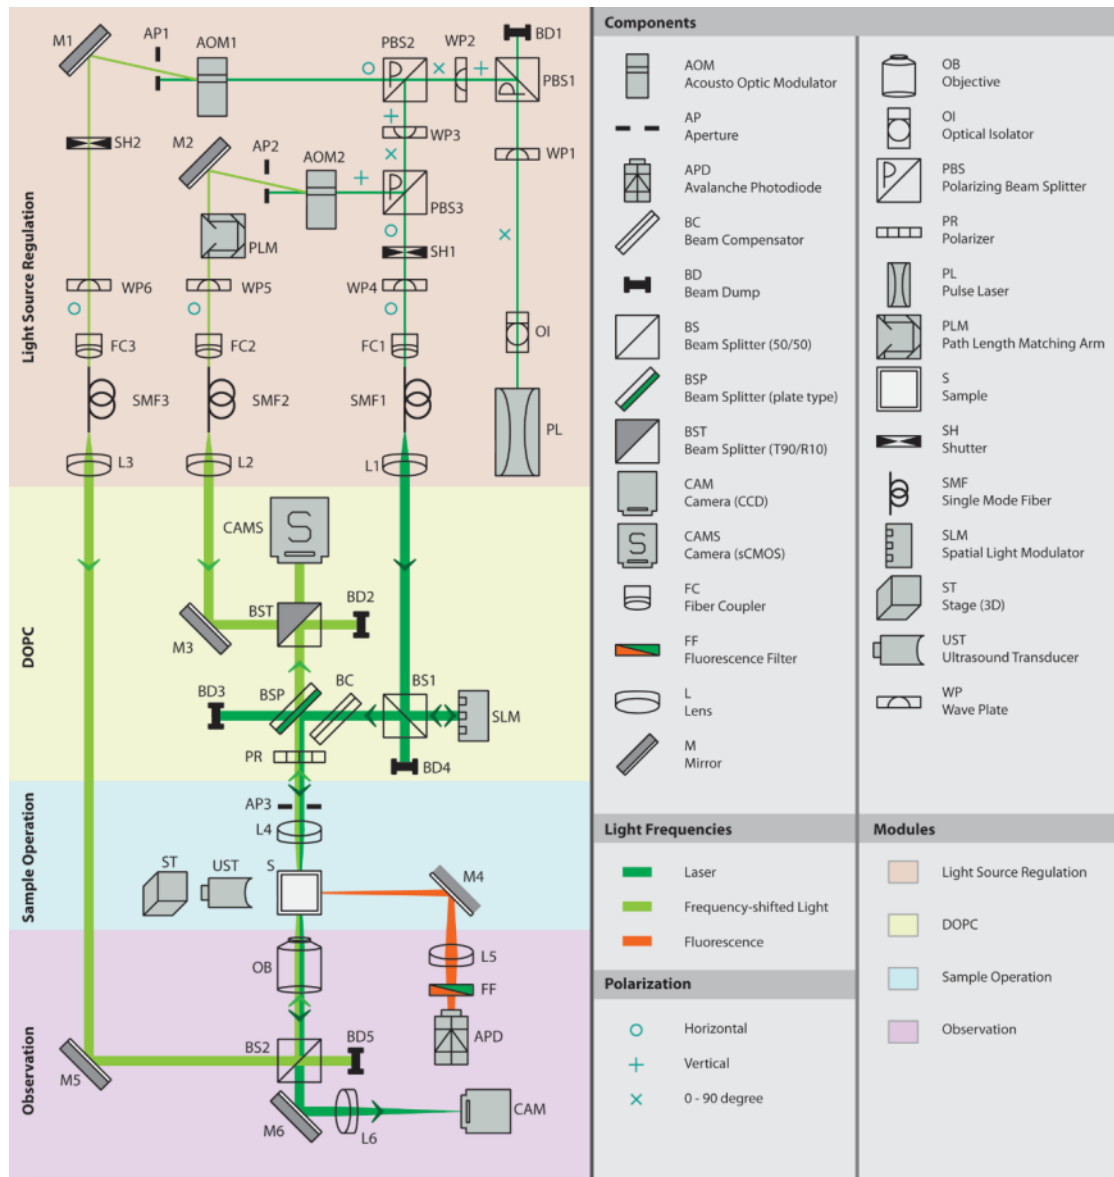 M1
AP1
AOM1
PBS2
WP2
BD1
PBS1
SH2
M2
AP2
AOM2
WP3
WP1
PBS3
PLM
SH1
WP6
WP5
WP4
OI
FC3
FC2
FC1
SMF3
SMF2
SMF1
PL
L3
L2
L1
Light Source Regulation
CAMS
S
BST
BD2
M3
BSP
BC
BS1
BD3
SLM
PR
BD4
DOPC
AP3
L4
ST
UST
S
M4
Sample Operation
OB
L5
FF
APD
BS2
BD5
M5
M6
L6
CAM
Observation
Components
AOM
Acousto Optic Modulator
AP
Aperture
APD
Avalanche Photodiode
BC
Beam Compensator
BD
Beam Dump
BS
Beam Splitter (50/50)
BSP
Beam Splitter (plate type)
BST
Beam Splitter (T90/R10)
CAM
Camera (CCD)
S
CAMS
Camera (sCMOS)
FC
Fiber Coupler
FF
Fluorescence Filter
L
Lens
M
Mirror
OB
Objective
OI
Optical Isolator
P
PBS
Polarizing Beam Splitter
PR
Polarizer
PL
Pulse Laser
PLM
Path Length Matching Arm
S
Sample
SH
Shutter
SMF
Single Mode Fiber
SLM
Spatial Light Modulator
ST
Stage (3D)
UST
Ultrasound Transducer
WP
Wave Plate
Light Frequencies
Laser
Frequency-shifted Light
Fluorescence
Polarization
Horizontal
Vertical
0 - 90 degree
Modules
Light Source Regulation
DOPC
Sample Operation
Observation